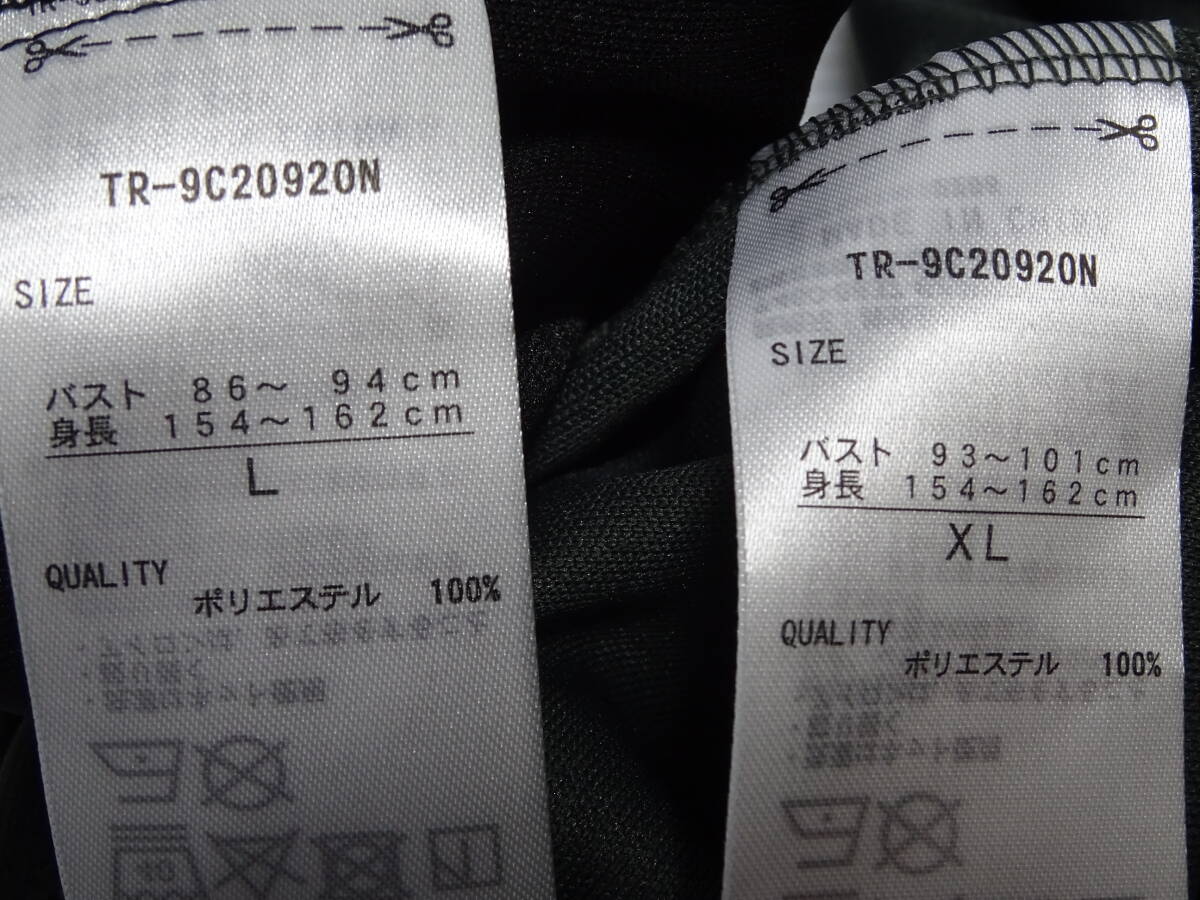 TR-9C20920N
SIZE
バスト 86～ 94cm
身長 154～162cm
L
QUALITY
ポリエステル 100%
TR-9C20920N
SIZE
バスト 93～101cm
身長 154～162cm
XL
QUALITY
ポリエステル 100%